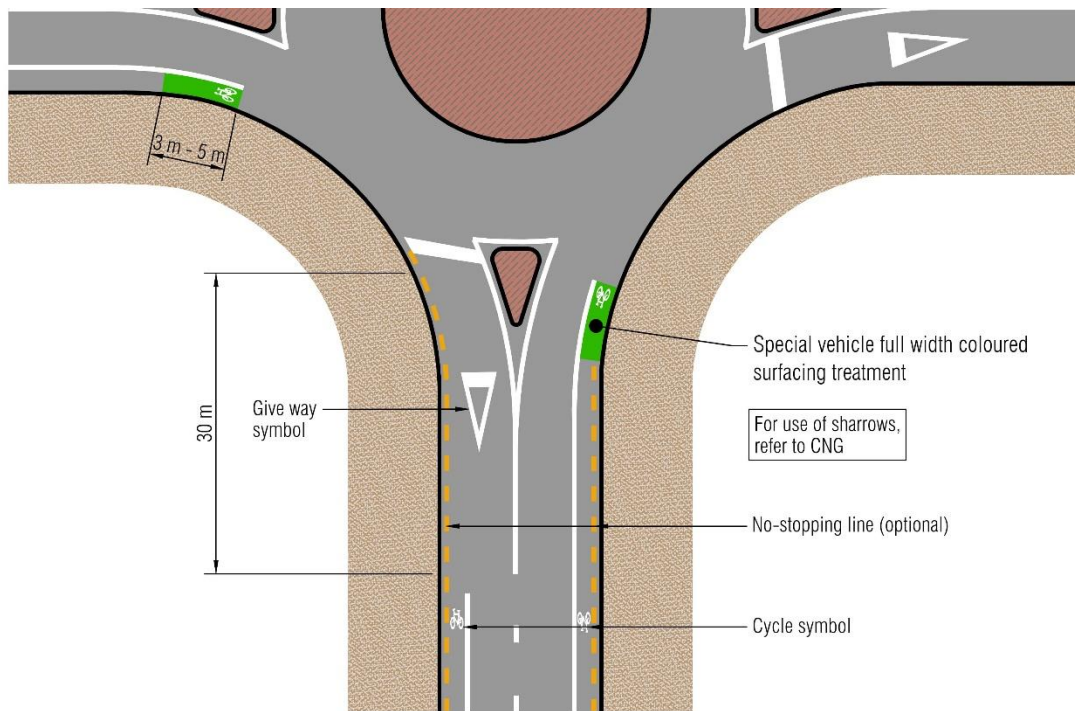 3 m - 5 m
30 m
Give way
symbol
Special vehicle full width coloured
surfacing treatment
For use of sharrows,
refer to CNG
No-stopping line (optional)
Cycle symbol